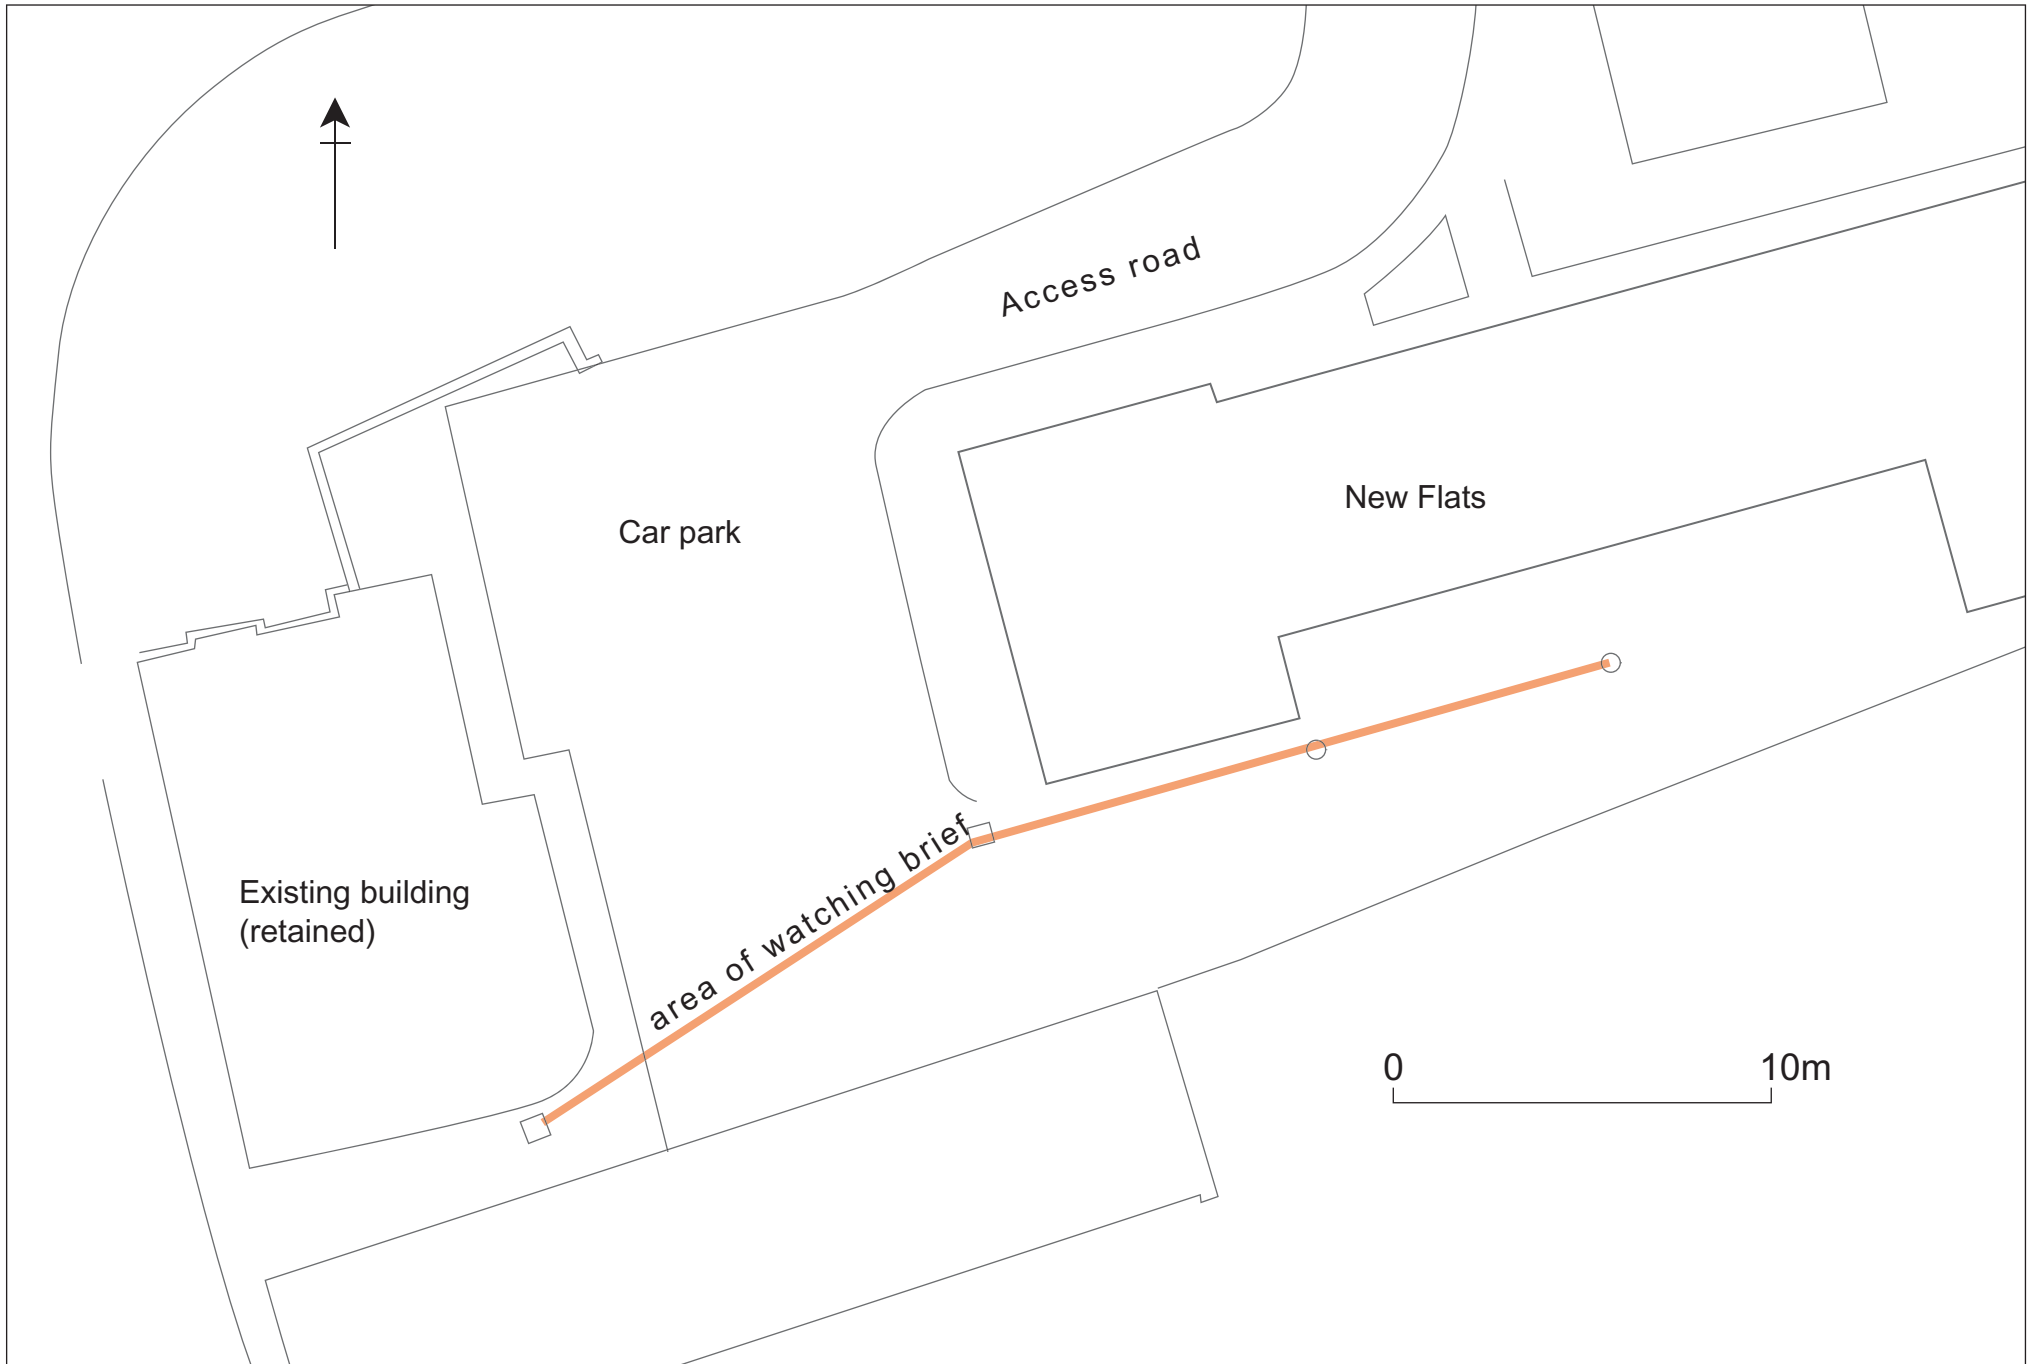 Access road
New Flats
Car park
area of watching brief
Existing building
(retained)
0 10m